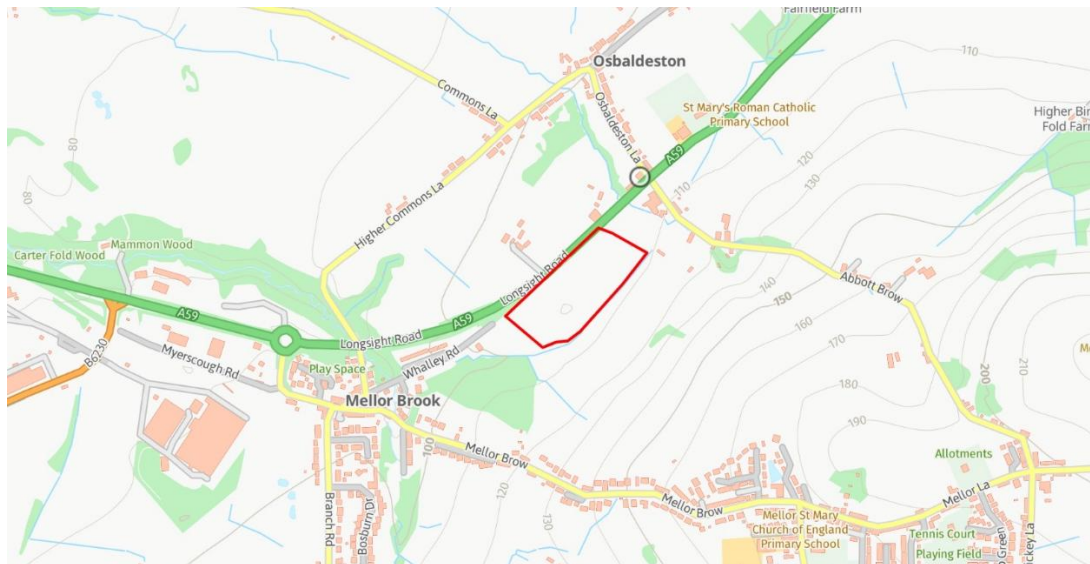 Fairfield Farm
110
Osbaldeston
Commons La
80
St Mary's Roman Catholic
Primary School
Higher Bir
Fold Farm
Osbaldeston La
A59
120
130
110
80
Higher Commons La
Mammon Wood
Carter Fold Wood
Longsight Road
140
150
Abbott Brow
160
170
A59
A59
Longsight Road
B6230
Myerscough Rd
Whalley Rd
Play Space
180
200
210
190
Mellor Brook
100
Mellor Brow
120
130
Allotments
Mellor La
Branch Rd
Bosburn Dr
Mellor Brow
Mellor St Mary
Church of England
Primary School
Tennis Court
Playing Field